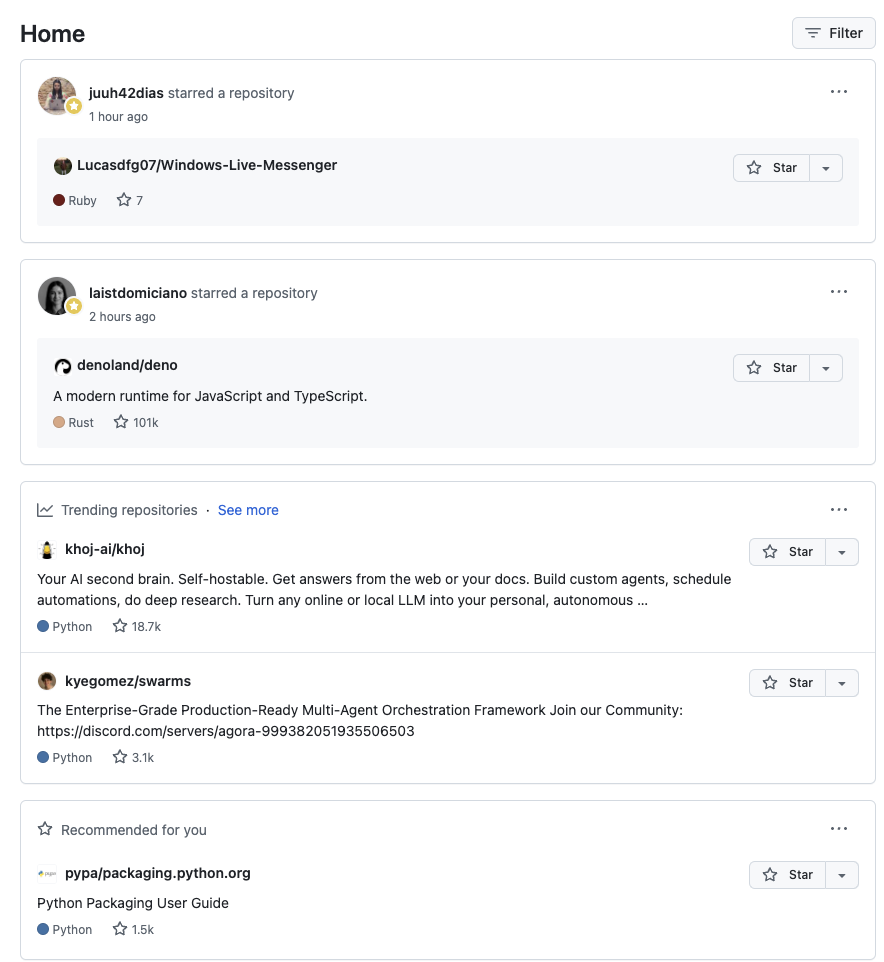 Home
Filter
juuh42dias starred a repository
1 hour ago
Lucasdfg07/Windows-Live-Messenger
Star
Ruby 7
laistdomiciano starred a repository
2 hours ago
denoland/deno
Star
A modern runtime for JavaScript and TypeScript.
Rust 101k
Trending repositories · See more
khoj-ai/khoj
Star
Your AI second brain. Self-hostable. Get answers from the web or your docs. Build custom agents, schedule
automations, do deep research. Turn any online or local LLM into your personal, autonomous ...
Python 18.7k
kyegomez/swarms
Star
The Enterprise-Grade Production-Ready Multi-Agent Orchestration Framework Join our Community:
https://discord.com/servers/agora-999382051935506503
Python 3.1k
Recommended for you
pypa
pypa/packaging.python.org
Star
Python Packaging User Guide
Python 1.5k